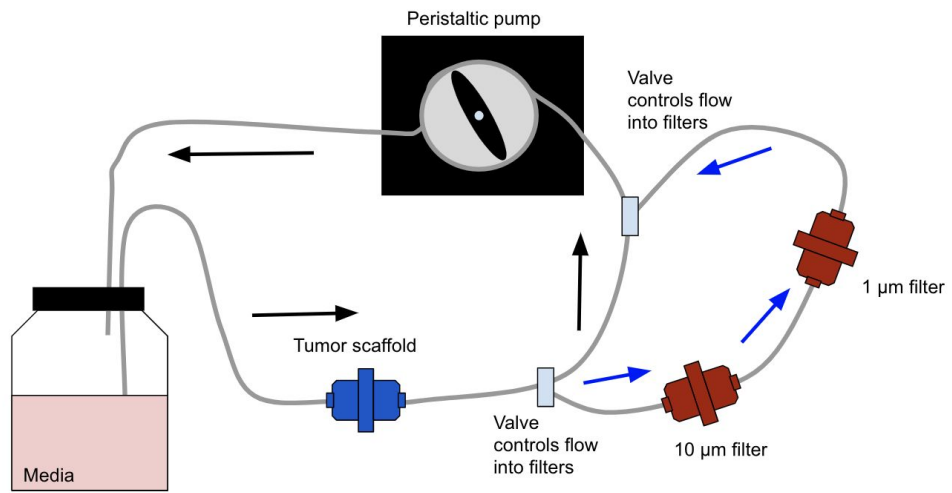 Peristaltic pump
Valve
controls flow
into filters
1 µm filter
Tumor scaffold
Valve
controls flow
into filters
10 µm filter
Media